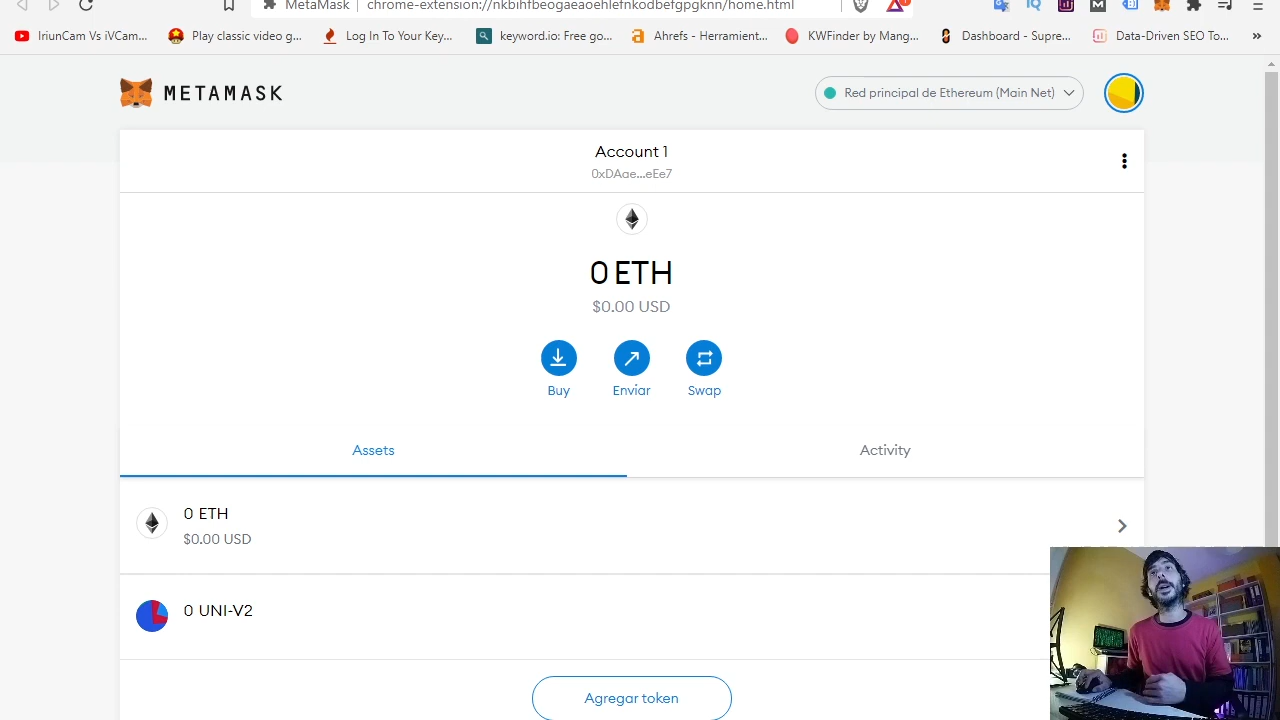 MetaMask chrome-extension://nkbihfbeogaeaoehlefnkodbefgpgknn/home.html
IriunCam Vs iVCam... Play classic video g... Log In To Your Key... keyword.io: Free go... Ahrefs - Herramient... KWFinder by Mang... Dashboard - Supre... Data-Driven SEO To... »
METAMASK
Red principal de Ethereum (Main Net)
Account 1
0xDAae...eEe7
0 ETH
$0.00 USD
Buy Enviar Swap
Assets Activity
0 ETH
$0.00 USD
0 UNI-V2
Agregar token